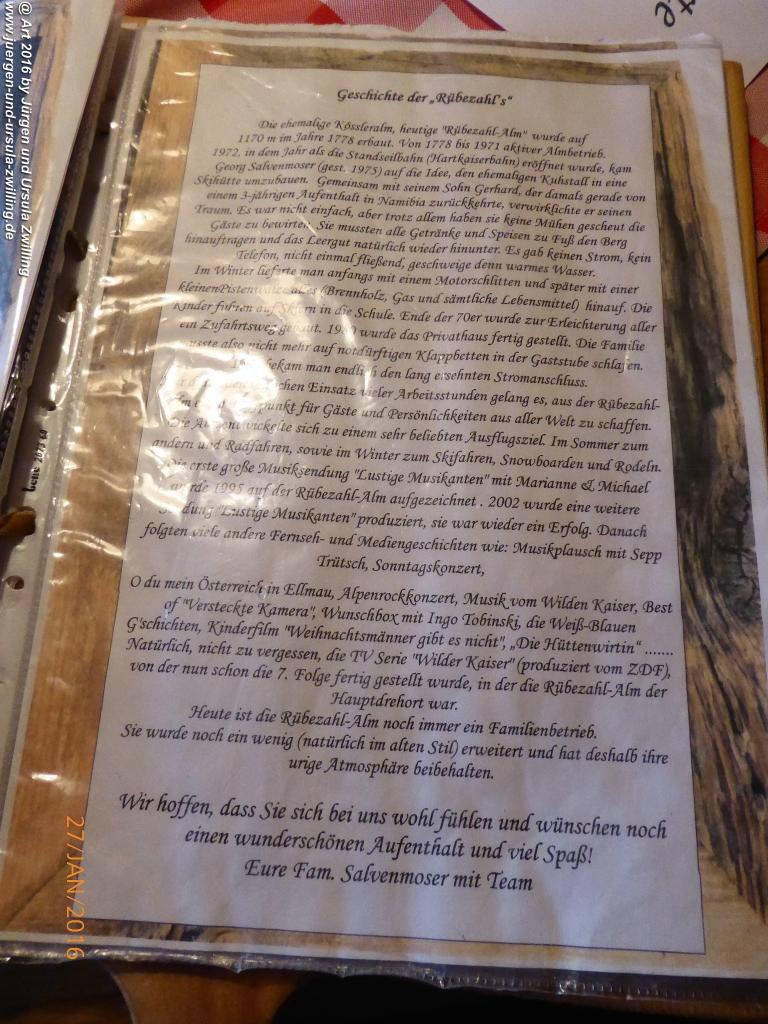 @ Art 2016 by Jürgen und Ursula Zwilling
www.juergen-und-ursula-zwilling.de
te
Geschichte der „Rübezahl's“
Die ehemalige Kössleralm, heutige "Rübezahl-Alm" wurde auf
1170 m im Jahre 1778 erbaut. Von 1778 bis 1971 aktiver Almbetrieb.
1972, in dem Jahr als die Standseilbahn (Hartkaiserbahn) eröffnet wurde, kam
Georg Salvenmoser (gest. 1975) auf die Idee, den ehemaligen Kuhstall in eine
Skihütte umzubauen. Gemeinsam mit seinem Sohn Gerhard, der damals gerade von
einem 3-jährigen Aufenthalt in Namibia zurückkehrte, verwirklichte er seinen
Traum. Es war nicht einfach, aber trotz allem haben sie keine Mühen gescheut die
Gäste zu bewirten. Sie mussten alle Getränke und Speisen zu Fuß den Berg
hinauftragen und das Leergut natürlich wieder hinunter. Es gab keinen Strom, kein
Telefon, nicht einmal fließend, geschweige denn warmes Wasser.
Im Winter lieferte man anfangs mit einem Motorschlitten und später mit einer
kleinen Pistenwalze alles (Brennholz, Gas und sämtliche Lebensmittel) hinauf. Die
Kinder fuhren auf Skiern in die Schule. Ende der 70er wurde zur Erleichterung aller
ein Zufahrtsweg gebaut. wurde das Privathaus fertig gestellt. Die Familie
musste also nicht mehr auf notdürftigen Klappbetten in der Gaststube schlafen.
bekam man endlich den lang ersehnten Stromanschluss.
Einsatz vieler Arbeitsstunden gelang es, aus der Rübezahl-
für Gäste und Persönlichkeiten aus aller Welt zu schaffen.
Die Alm entwickelte sich zu einem sehr beliebten Ausflugsziel. Im Sommer zum
andern und Radfahren, sowie im Winter zum Skifahren, Snowboarden und Rodeln.
Die erste große Musiksendung "Lustige Musikanten" mit Marianne & Michael
wurde 1995 auf der Rübezahl-Alm aufgezeichnet . 2002 wurde eine weitere
Sendung "Lustige Musikanten" produziert, sie war wieder ein Erfolg. Danach
folgten viele andere Fernseh- und Mediengeschichten wie: Musikplausch mit Sepp
Trütsch, Sonntagskonzert,
O du mein Österreich in Ellmau, Alpenrockkonzert, Musik vom Wilden Kaiser, Best
of "Versteckte Kamera", Wunschbox mit Ingo Tobinski, die Weiß-Blauen
G'schichten, Kinderfilm "Weihnachtsmänner gibt es nicht", „Die Hüttenwirtin“ .......
Natürlich, nicht zu vergessen, die TV Serie "Wilder Kaiser" (produziert vom ZDF),
von der nun schon die 7. Folge fertig gestellt wurde, in der die Rübezahl-Alm der
Hauptdrehort war.
Heute ist die Rübezahl-Alm noch immer ein Familienbetrieb.
Sie wurde noch ein wenig (natürlich im alten Stil) erweitert und hat deshalb ihre
urige Atmosphäre beibehalten.
Wir hoffen, dass Sie sich bei uns wohl fühlen und wünschen noch
einen wunderschönen Aufenthalt und viel Spaß!
Eure Fam. Salvenmoser mit Team
27/JAN/2016